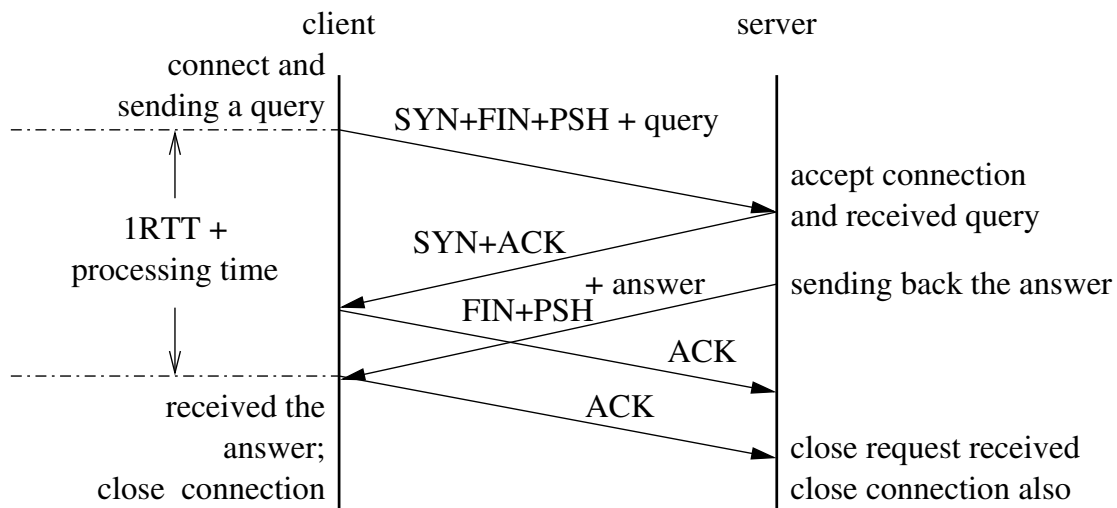 client
server
connect and
sending a query
SYN+FIN+PSH + query
accept connection
and received query
1RTT +
processing time
SYN+ACK
+ answer
sending back the answer
FIN+PSH
ACK
ACK
received the
answer;
close connection
close request received
close connection also